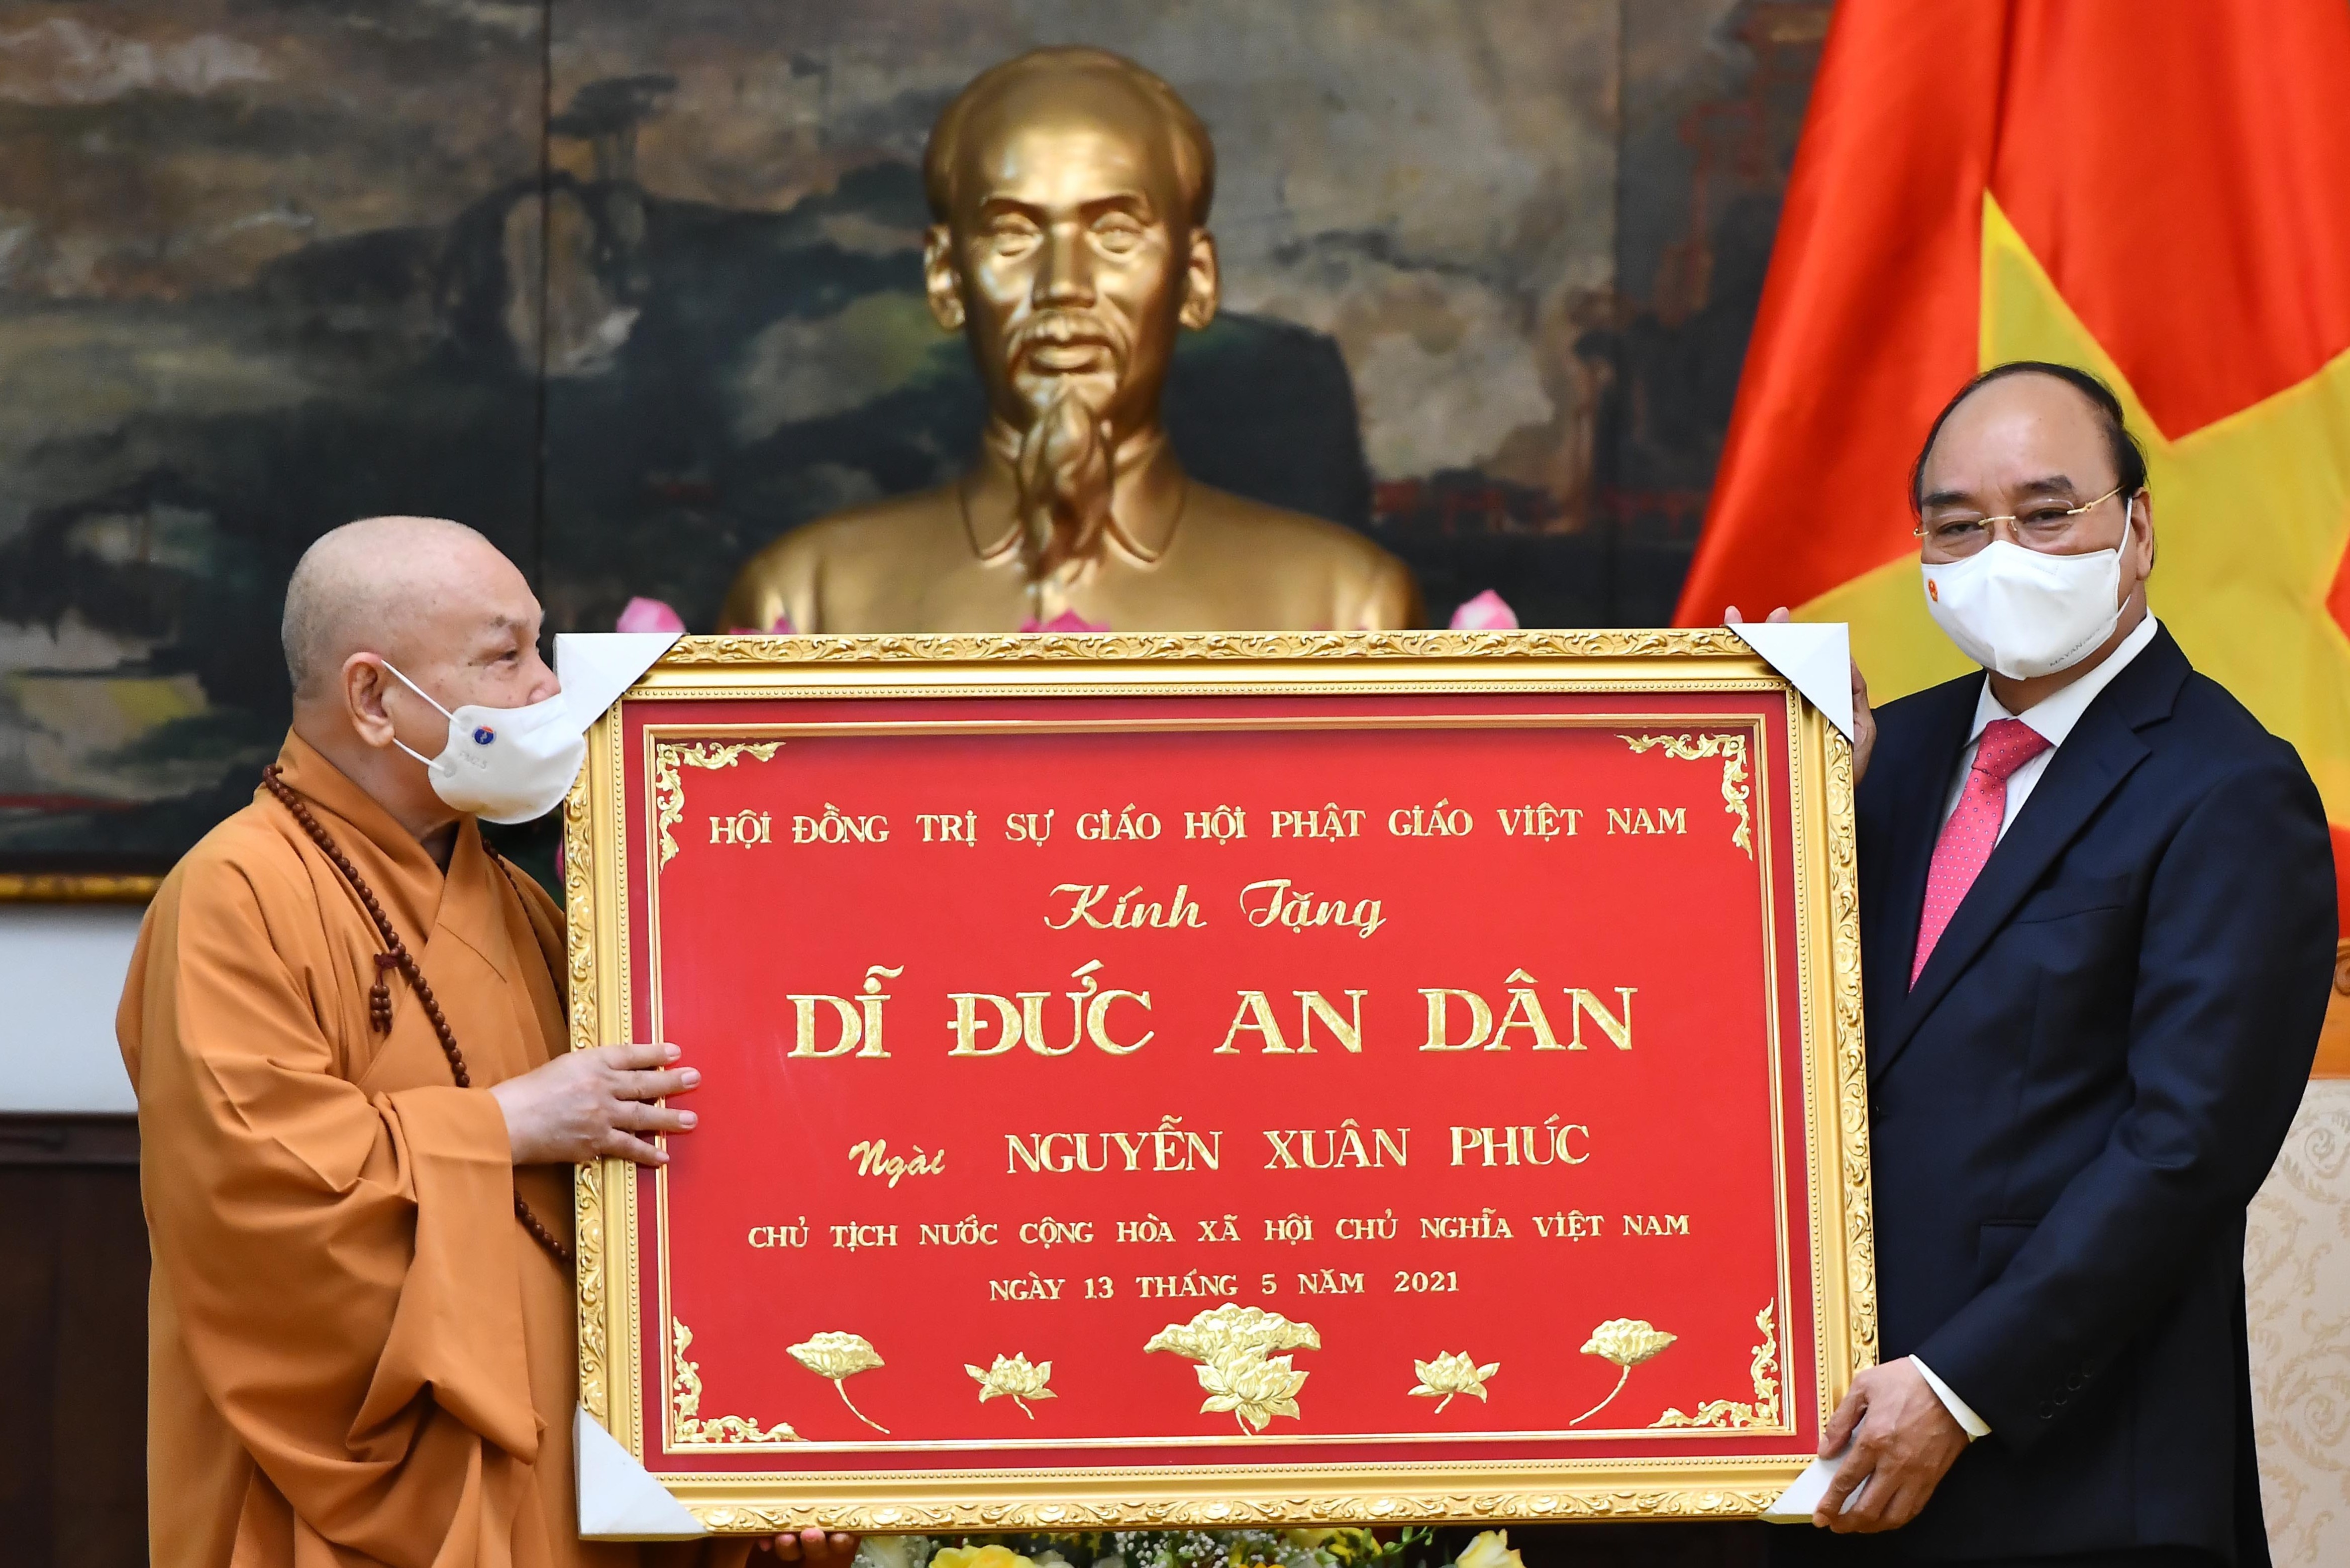 HỘI ĐỒNG TRỊ SỰ GIÁO HỘI PHẬT GIÁO VIỆT NAM
Kính Tặng
DĨ ĐỨC AN DÂN
Ngài NGUYỄN XUÂN PHÚC
CHỦ TỊCH NƯỚC CỘNG HÒA XÃ HỘI CHỦ NGHĨA VIỆT NAM
NGÀY 13 THÁNG 5 NĂM 2021